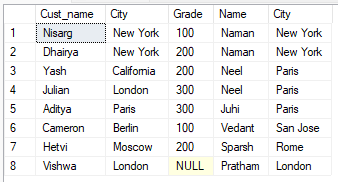 Cust_name City Grade Name City
1 Nisarg New York 100 Naman New York
2 Dhairya New York 200 Naman New York
3 Yash California 200 Neel Paris
4 Julian London 300 Neel Paris
5 Aditya Paris 300 Juhi Paris
6 Cameron Berlin 100 Vedant San Jose
7 Hetvi Moscow 200 Sparsh Rome
8 Vishwa London NULL Pratham London